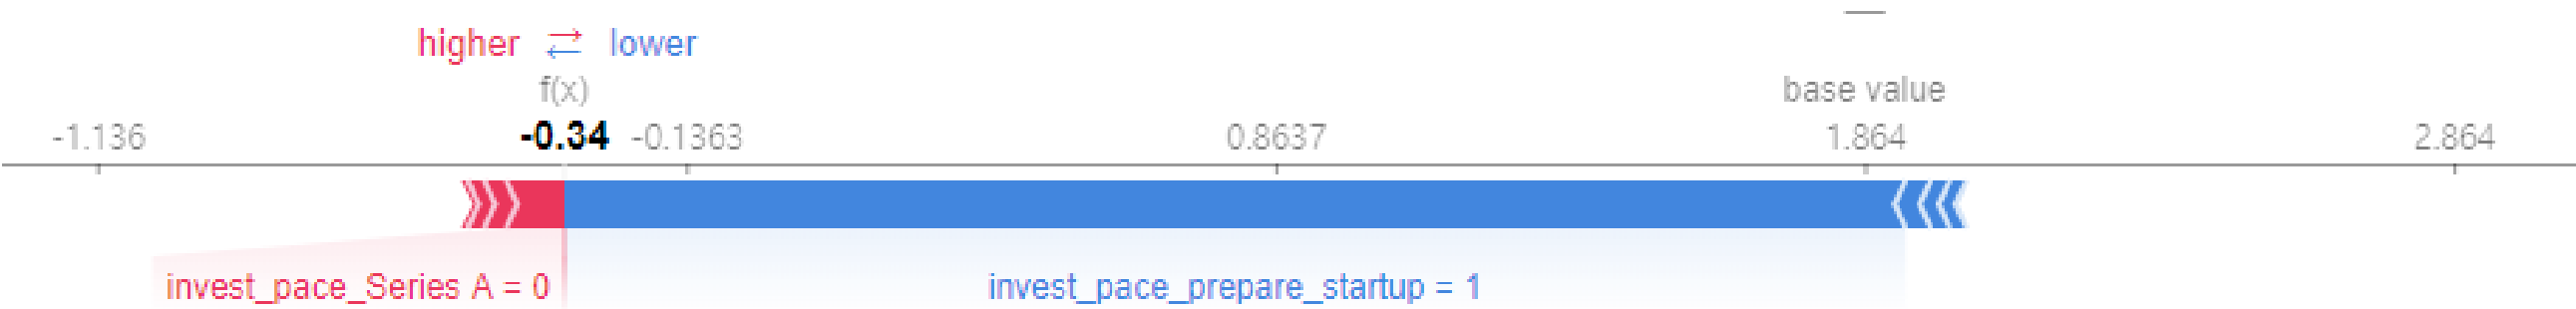 higher ⇄ lower
f(x) base value
-1.136 -0.34 -0.1363 0.8637 1.864 2.864
invest_pace_Series A = 0 invest_pace_prepare_startup = 1